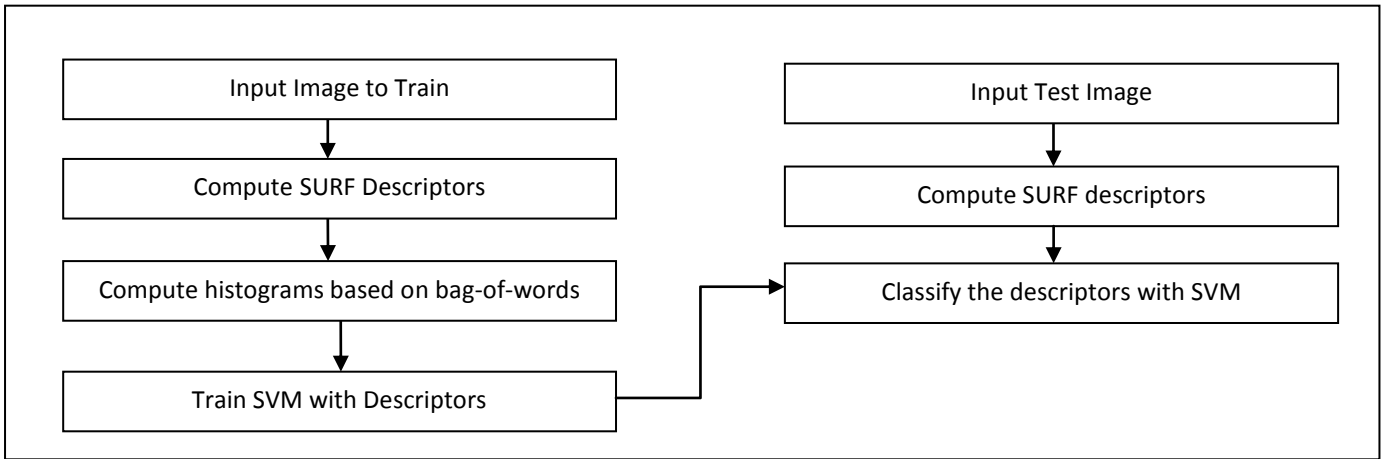 Input Image to Train
Compute SURF Descriptors
Compute histograms based on bag-of-words
Train SVM with Descriptors
Input Test Image
Compute SURF descriptors
Classify the descriptors with SVM